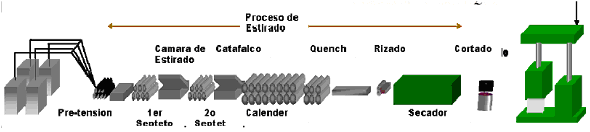 Proceso de
Estirado
Camara de
Estirado
Catafalco
Quench
Rizado
Cortado
Pre-tension
1er
Septeto
2o
Septet
Calender
Secador